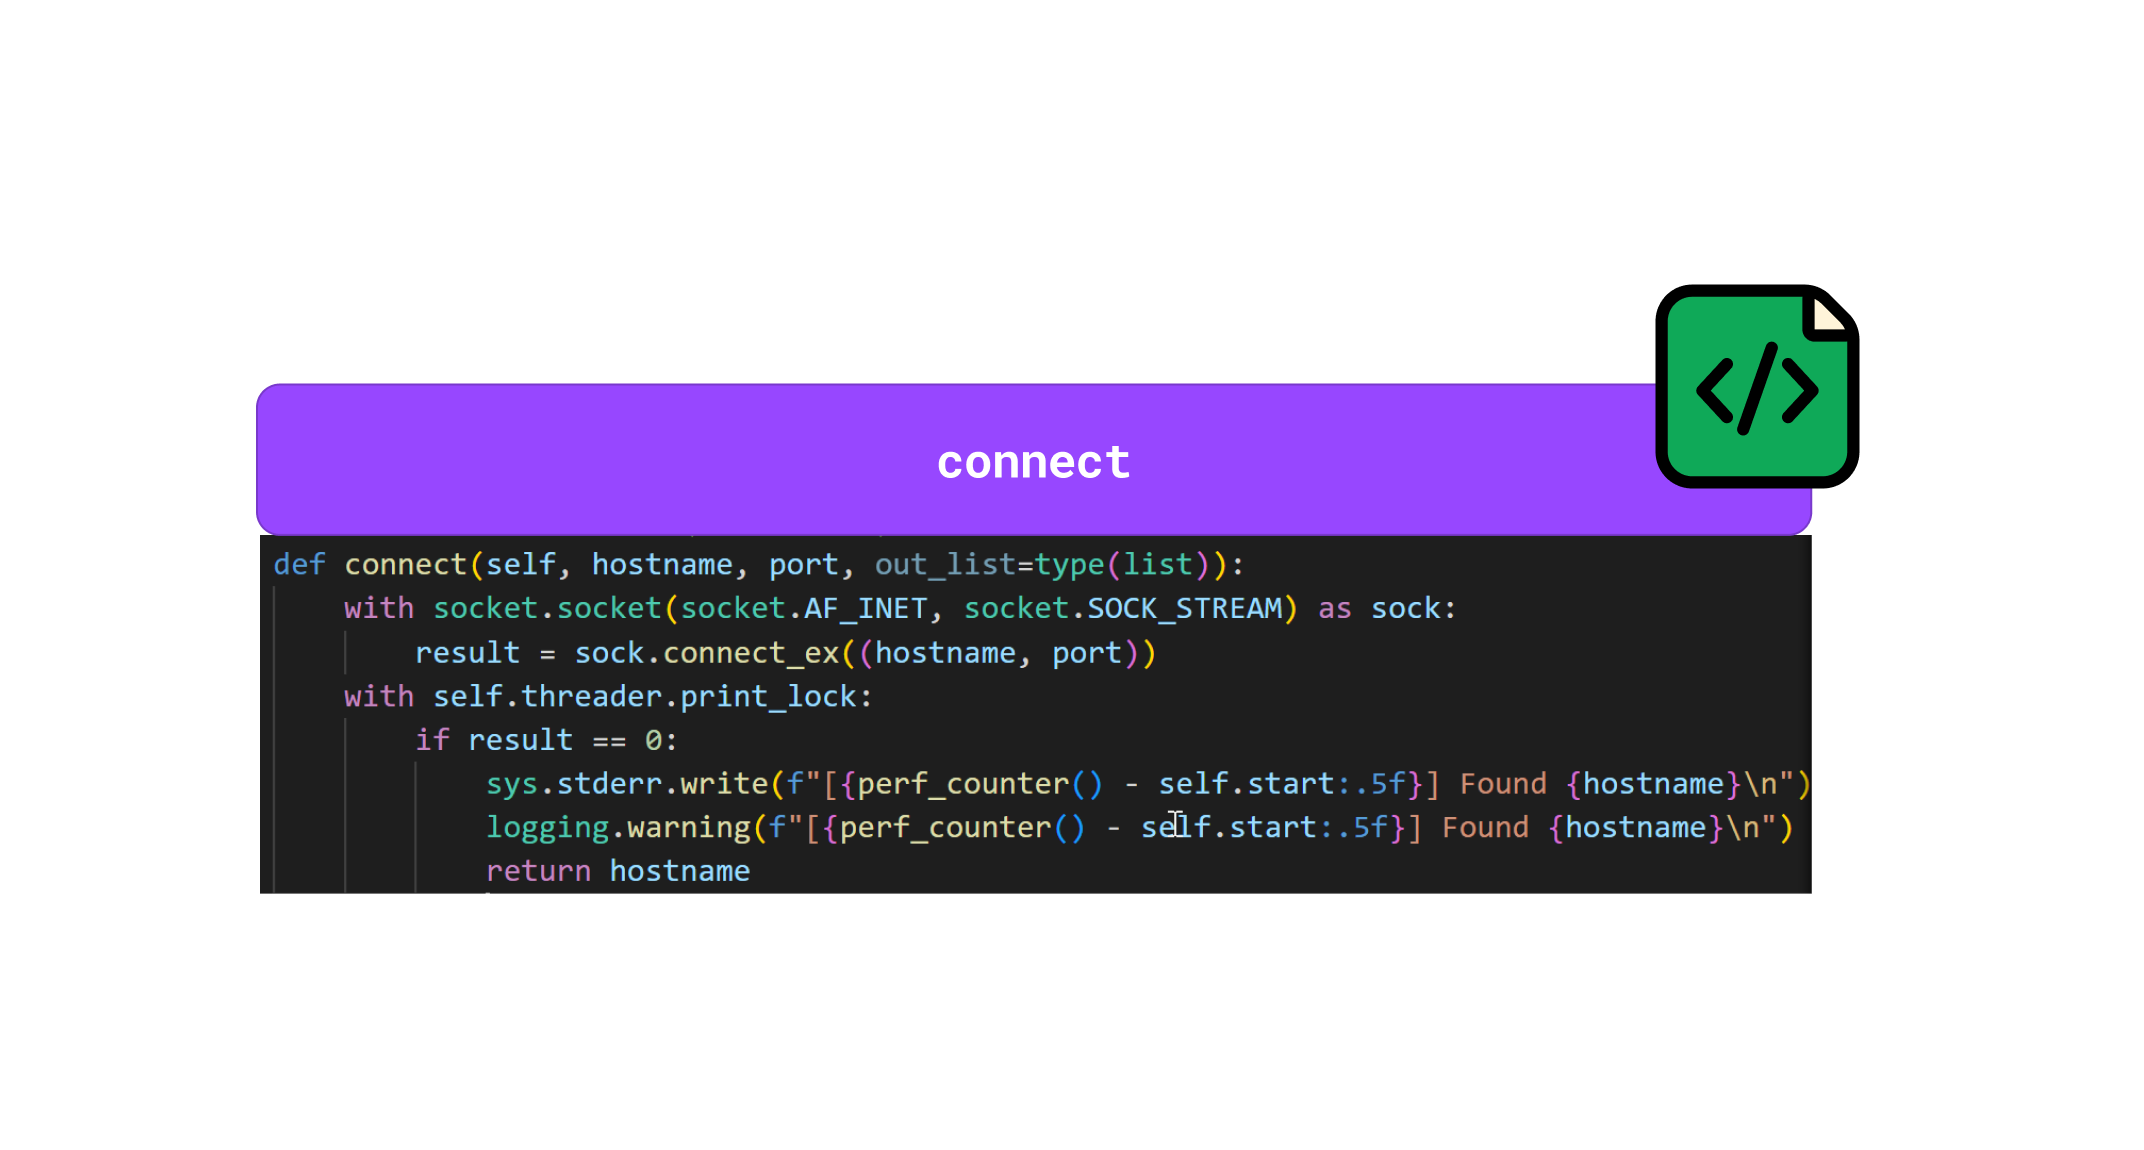 </>
connect
def connect(self, hostname, port, out_list=type(list)):
    with socket.socket(socket.AF_INET, socket.SOCK_STREAM) as sock:
        result = sock.connect_ex((hostname, port))
    with self.threader.print_lock:
        if result == 0:
            sys.stderr.write(f"[{perf_counter() - self.start:.5f}] Found {hostname}\n")
            logging.warning(f"[{perf_counter() - self.start:.5f}] Found {hostname}\n")
            return hostname